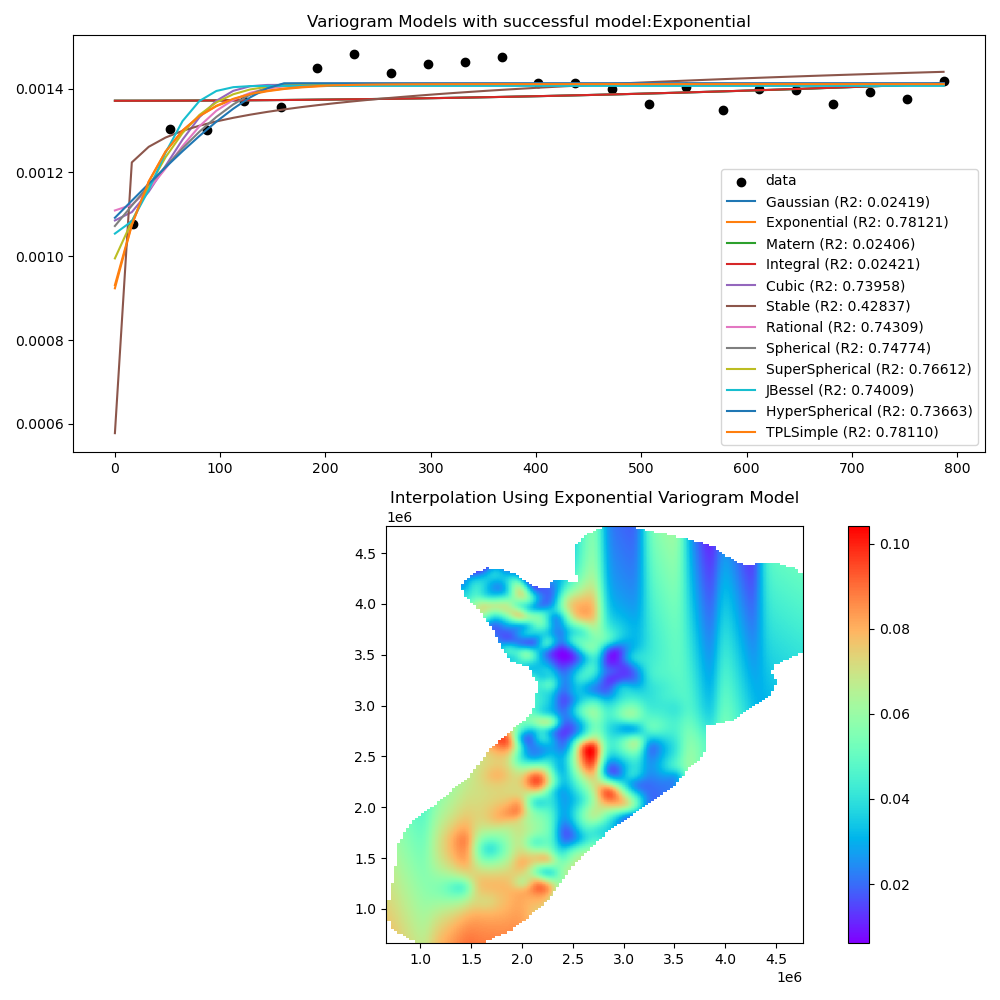 Variogram Models with successful model:Exponential
0.0014
0.0012
0.0010
0.0008
0.0006
data
Gaussian (R2: 0.02419)
Exponential (R2: 0.78121)
Matern (R2: 0.02406)
Integral (R2: 0.02421)
Cubic (R2: 0.73958)
Stable (R2: 0.42837)
Rational (R2: 0.74309)
Spherical (R2: 0.74774)
SuperSpherical (R2: 0.76612)
JBessel (R2: 0.74009)
HyperSpherical (R2: 0.73663)
TPLSimple (R2: 0.78110)
0 100 200 300 400 500 600 700 800
Interpolation Using Exponential Variogram Model
1e6
4.5
4.0
3.5
3.0
2.5
2.0
1.5
1.0
1.0 1.5 2.0 2.5 3.0 3.5 4.0 4.5
1e6
0.10
0.08
0.06
0.04
0.02